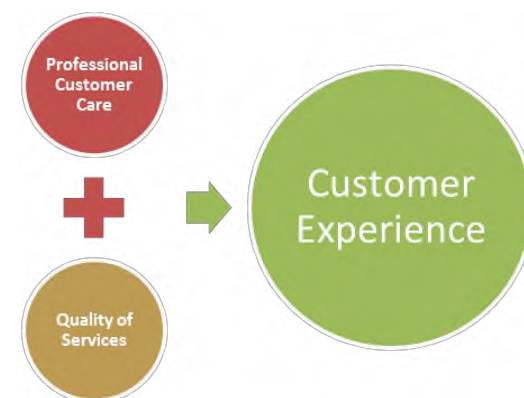 Professional
Customer
Care
Quality of
Services
Customer
Experience